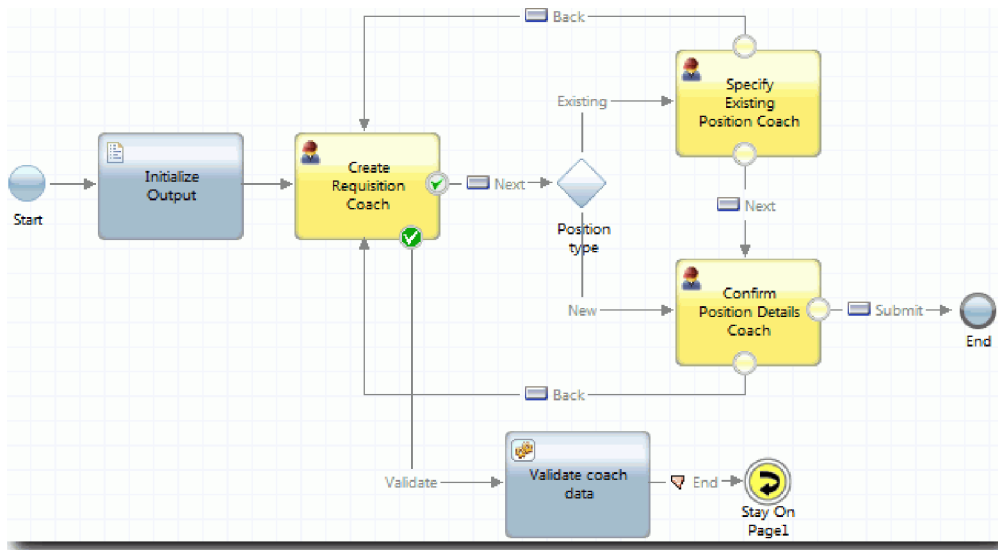 Back
Specify
Existing
Position Coach
Existing
Initialize
Output
Create
Requisition
Coach
Next
Start
Position
type
Next
Confirm
Position Details
Coach
New
Submit
End
Back
Validate
Validate coach
data
End
Stay On
Page1